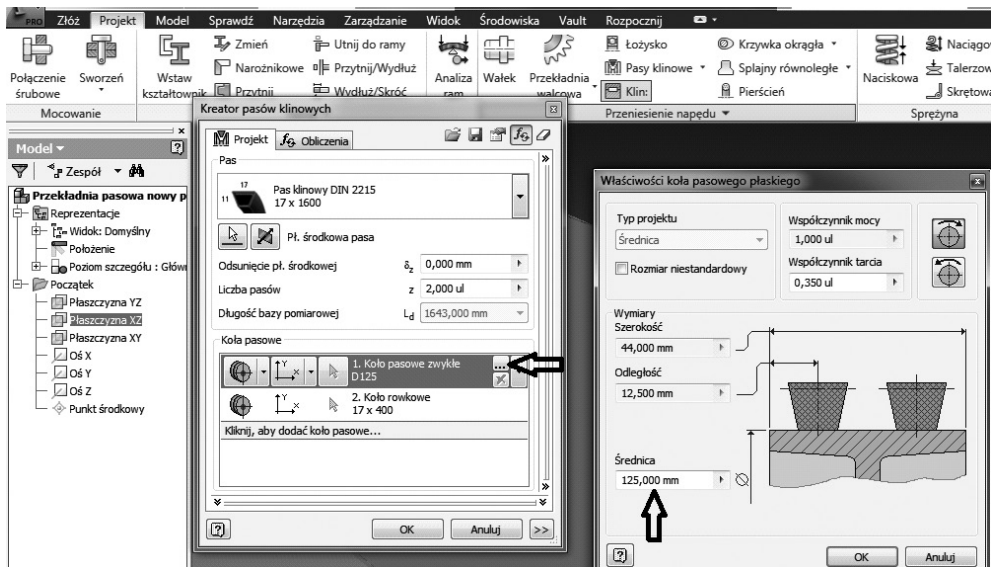 PRO Złóż Projekt Model Sprawdź Narzędzia Zarządzanie Widok Środowiska Vault Rozpocznij
Połączenie śrubowe
Sworzeń
Wstaw kształtownik
Zmień
Narożnikowe
Przytnij
Utnij do ramy
Przytnij/Wydłuż
Wydłuż/Skróć
Analiza ram
Wałek
Przekładnia walcowa
Łożysko
Pasy klinowe
Klin:
Krzywka okrągła
Splajny równoległe
Pierścień
Naciskowa
Naciągo
Talerzow
Skrętowa
Mocowanie
Przeniesienie napędu
Sprężyna
Model
Zespół
Przekładnia pasowa nowy p
Reprezentacje
Widok: Domyślny
Położenie
Poziom szczegółu : Głów
Początek
Płaszczyzna YZ
Płaszczyzna XZ
Płaszczyzna XY
Oś X
Oś Y
Oś Z
Punkt środkowy
Kreator pasów klinowych
Projekt
Obliczenia
Pas
17
11
Pas klinowy DIN 2215
17 x 1600
Pł. środkowa pasa
Odsunięcie pł. środkowej δz 0,000 mm
Liczba pasów z 2,000 ul
Długość bazy pomiarowej Ld 1643,000 mm
Koła pasowe
1. Koło pasowe zwykłe
D125
2. Koło rowkowe
17 x 400
Kliknij, aby dodać koło pasowe...
OK Anuluj >>
Właściwości koła pasowego płaskiego
Typ projektu
Średnica
Rozmiar niestandardowy
Współczynnik mocy
1,000 ul
Współczynnik tarcia
0,350 ul
Wymiary
Szerokość
44,000 mm
Odległość
12,500 mm
Średnica
125,000 mm
OK Anuluj